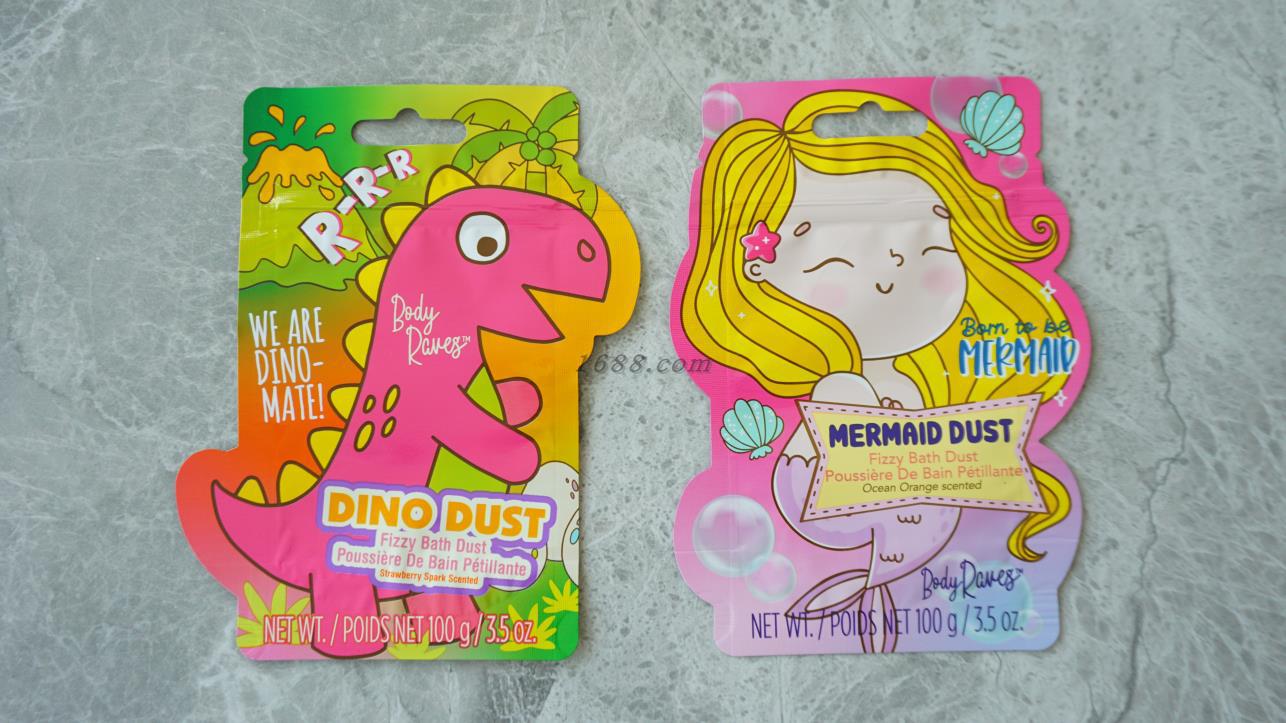 R-R-R
WE ARE
DINO-
MATE!
Body
Raves™
DINO DUST
Fizzy Bath Dust
Poussière De Bain Pétillante
Strawberry Spark Scented
NET WT. / POIDS NET 100 g / 3.5 oz.
1688.com
Born to be
MERMAID
MERMAID DUST
Fizzy Bath Dust
Poussière De Bain Pétillante
Ocean Orange scented
Body Raves™
NET WT. / POIDS NET 100 g / 3.5 oz.